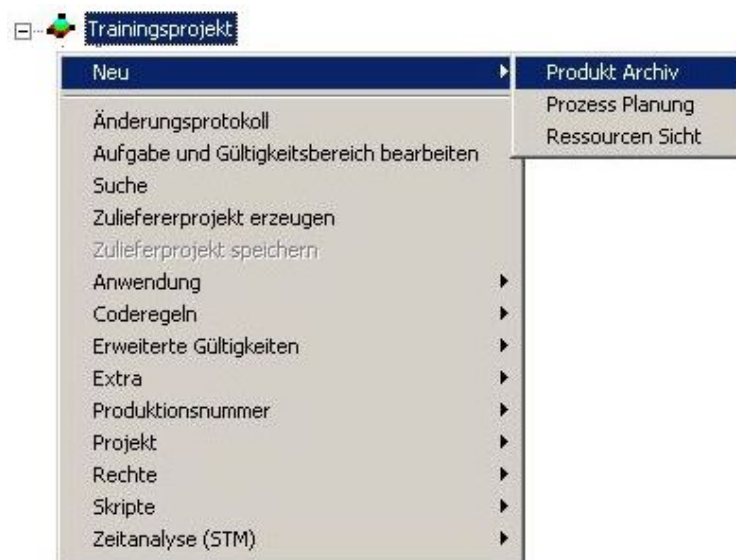 Trainingsprojekt
Neu
Produkt Archiv
Prozess Planung
Ressourcen Sicht
Änderungsprotokoll
Aufgabe und Gültigkeitsbereich bearbeiten
Suche
Zuliefererprojekt erzeugen
Zulieferprojekt speichern
Anwendung
Coderegeln
Erweiterte Gültigkeiten
Extra
Produktionsnummer
Projekt
Rechte
Skripte
Zeitanalyse (STM)